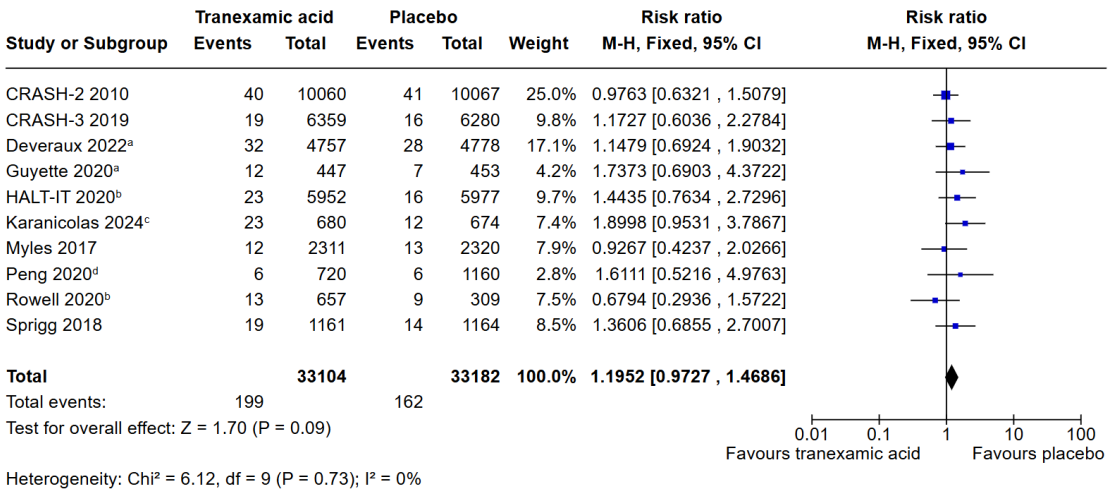 Tranexamic acid Placebo Risk ratio Risk ratio
Study or Subgroup Events Total Events Total Weight M-H, Fixed, 95% CI M-H, Fixed, 95% CI
CRASH-2 2010 40 10060 41 10067 25.0% 0.9763 [0.6321 , 1.5079]
CRASH-3 2019 19 6359 16 6280 9.8% 1.1727 [0.6036 , 2.2784]
Deveraux 2022ᵃ 32 4757 28 4778 17.1% 1.1479 [0.6924 , 1.9032]
Guyette 2020ᵃ 12 447 7 453 4.2% 1.7373 [0.6903 , 4.3722]
HALT-IT 2020ᵇ 23 5952 16 5977 9.7% 1.4435 [0.7634 , 2.7296]
Karanicolas 2024ᶜ 23 680 12 674 7.4% 1.8998 [0.9531 , 3.7867]
Myles 2017 12 2311 13 2320 7.9% 0.9267 [0.4237 , 2.0266]
Peng 2020ᵈ 6 720 6 1160 2.8% 1.6111 [0.5216 , 4.9763]
Rowell 2020ᵇ 13 657 9 309 7.5% 0.6794 [0.2936 , 1.5722]
Sprigg 2018 19 1161 14 1164 8.5% 1.3606 [0.6855 , 2.7007]
Total 33104 33182 100.0% 1.1952 [0.9727 , 1.4686]
Total events: 199 162
Test for overall effect: Z = 1.70 (P = 0.09)
0.01 0.1 1 10 100
Favours tranexamic acid Favours placebo
Heterogeneity: Chi² = 6.12, df = 9 (P = 0.73); I² = 0%